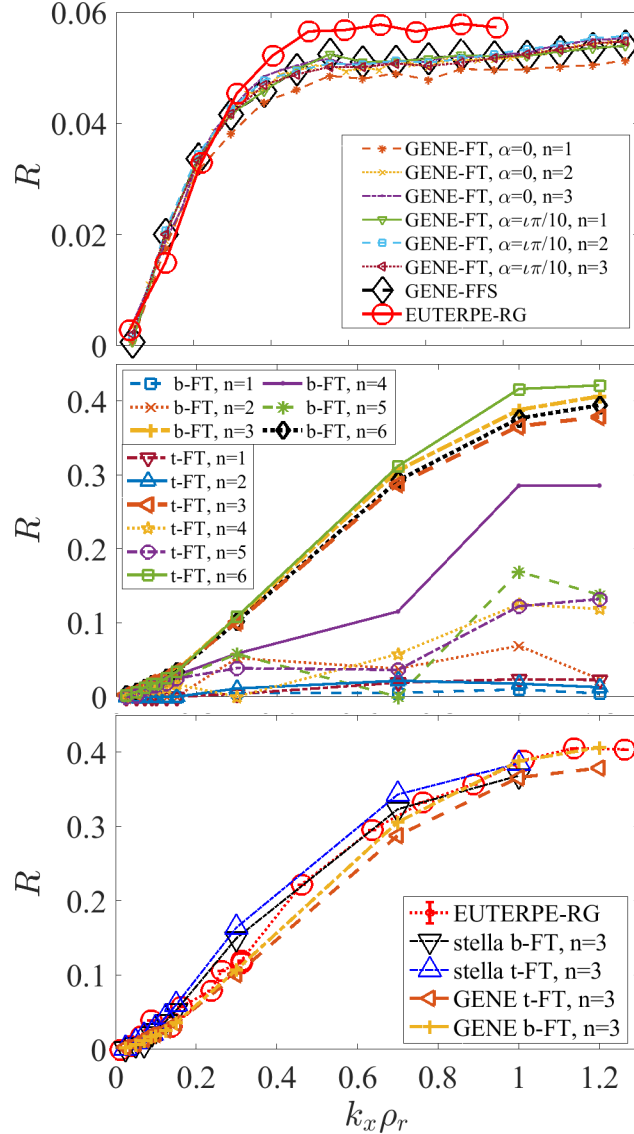 0.06
0.04
0.02
0
R
GENE-FT, α=0, n=1
GENE-FT, α=0, n=2
GENE-FT, α=0, n=3
GENE-FT, α=ιπ/10, n=1
GENE-FT, α=ιπ/10, n=2
GENE-FT, α=ιπ/10, n=3
GENE-FFS
EUTERPE-RG
0.4
0.3
0.2
0.1
0
R
b-FT, n=1
b-FT, n=2
b-FT, n=3
b-FT, n=4
b-FT, n=5
b-FT, n=6
t-FT, n=1
t-FT, n=2
t-FT, n=3
t-FT, n=4
t-FT, n=5
t-FT, n=6
0.4
0.3
0.2
0.1
0
R
EUTERPE-RG
stella b-FT, n=3
stella t-FT, n=3
GENE t-FT, n=3
GENE b-FT, n=3
0 0.2 0.4 0.6 0.8 1 1.2
kₓρᵣ